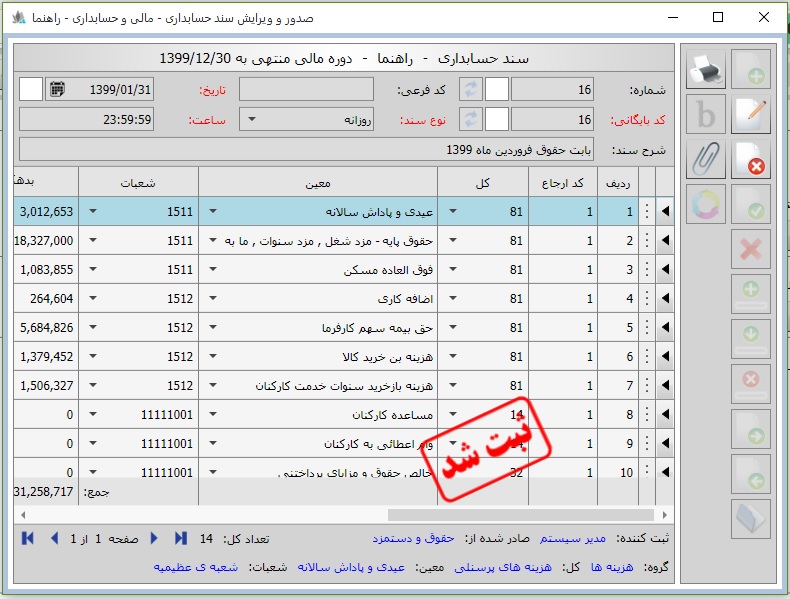 صدور و ویرایش سند حسابداری - مالی و حسابداری - راهنما
سند حسابداری - راهنما - دوره مالی منتهی به 1399/12/30
شماره: 16 کد فرعی: تاریخ: 1399/01/31
کد بایگانی: 16 نوع سند: روزانه ساعت: 23:59:59
شرح سند: بابت حقوق فروردین ماه 1399
ردیف کد ارجاع کل معین شعبات بدهـ
1 1 81 عیدی و پاداش سالانه 1511 3,012,653
2 1 81 حقوق پایه - مزد شغل , مزد سنوات , ما به 1511 18,327,000
3 1 81 فوق العاده مسکن 1511 1,083,855
4 1 81 اضافه کاری 1512 264,604
5 1 81 حق بیمه سهم کارفرما 1512 5,684,826
6 1 81 هزینه بن خرید کالا 1512 1,379,452
7 1 81 هزینه بازخرید سنوات خدمت کارکنان 1512 1,506,327
8 1 14 مساعده کارکنان 11111001 0
9 1 14 وام اعطائی به کارکنان 11111001 0
10 1 32 خالص حقوق و مزایای پرداختنی 11111001 0
ثبت شد
جمع: 31,258,717
ثبت کننده: مدیر سیستم صادر شده از: حقوق و دستمزد تعداد کل: 14 صفحه 1 از 1
گروه: هزینه ها کل: هزینه های پرسنلی معین: عیدی و پاداش سالانه شعبات: شعبه ی عظیمیه
b